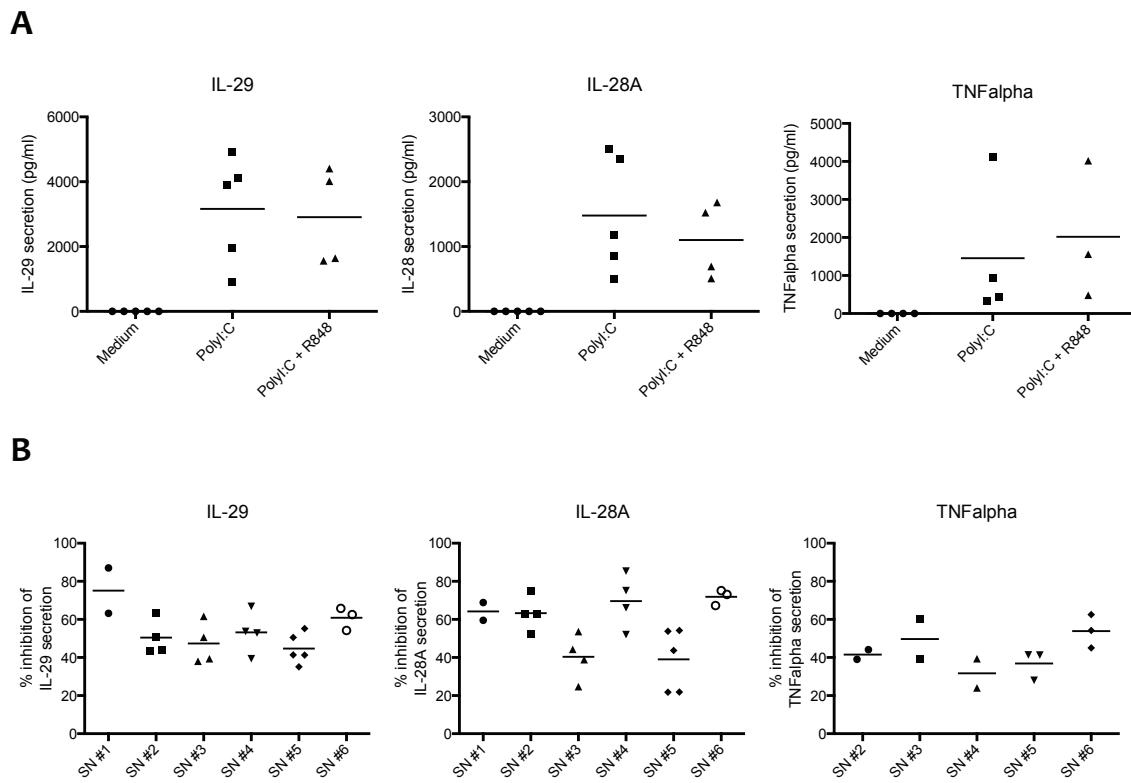 A
IL-29
IL-29 secretion (pg/ml)
6000
4000
2000
0
Medium
PolyI:C
PolyI:C + R848
IL-28A
IL-28 secretion (pg/ml)
3000
2000
1000
0
Medium
PolyI:C
PolyI:C + R848
TNFalpha
TNFalpha secretion (pg/ml)
5000
4000
3000
2000
1000
0
Medium
PolyI:C
PolyI:C + R848
B
IL-29
% inhibition of
IL-29 secretion
100
80
60
40
20
0
SN #1
SN #2
SN #3
SN #4
SN #5
SN #6
IL-28A
% inhibition of
IL-28A secretion
100
80
60
40
20
0
SN #1
SN #2
SN #3
SN #4
SN #5
SN #6
TNFalpha
% inhibition of
TNFalpha secretion
100
80
60
40
20
0
SN #2
SN #3
SN #4
SN #5
SN #6